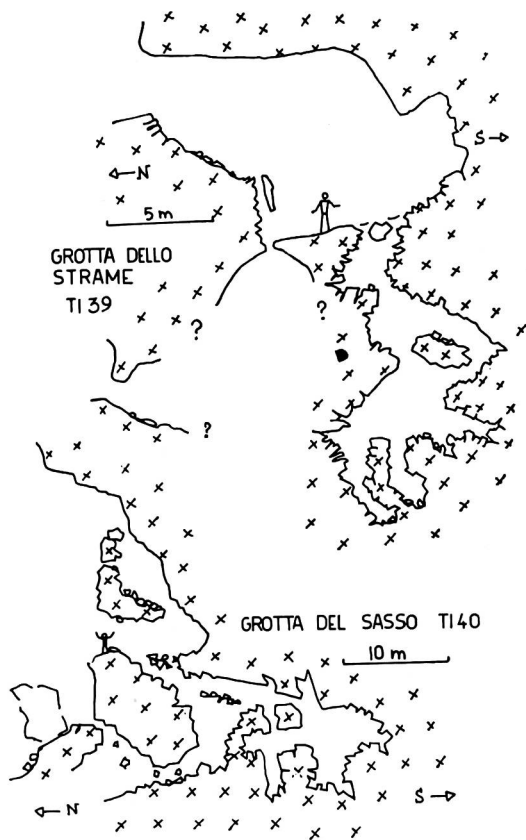 S
N
5 m
GROTTA DELLO
STRAME
TI 39
?
?
?
GROTTA DEL SASSO TI 40
10 m
N
S